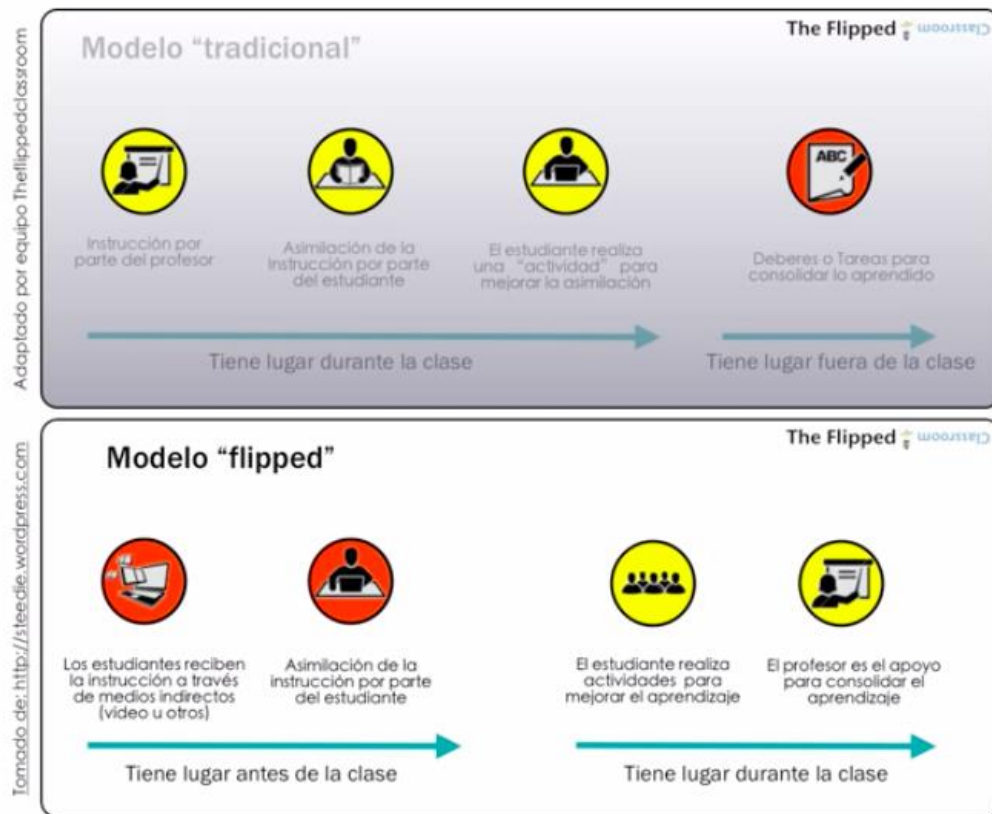 Adaptado por equipo Theflippedclassroom
The Flipped Classroom
Modelo “tradicional”
ABC
Instrucción por
parte del profesor
Asimilación de la
Instrucción por parte
del estudiante
El estudiante realiza
una “actividad” para
mejorar la asimilación
Deberes o Tareas para
consolidar lo aprendido
Tiene lugar durante la clase
Tiene lugar fuera de la clase
Tomado de: http://steedie.wordpress.com
The Flipped Classroom
Modelo “flipped”
Los estudiantes reciben
la instrucción a través
de medios indirectos
(video u otros)
Asimilación de la
instrucción por parte
del estudiante
El estudiante realiza
actividades para
mejorar el aprendizaje
El profesor es el apoyo
para consolidar el
aprendizaje
Tiene lugar antes de la clase
Tiene lugar durante la clase